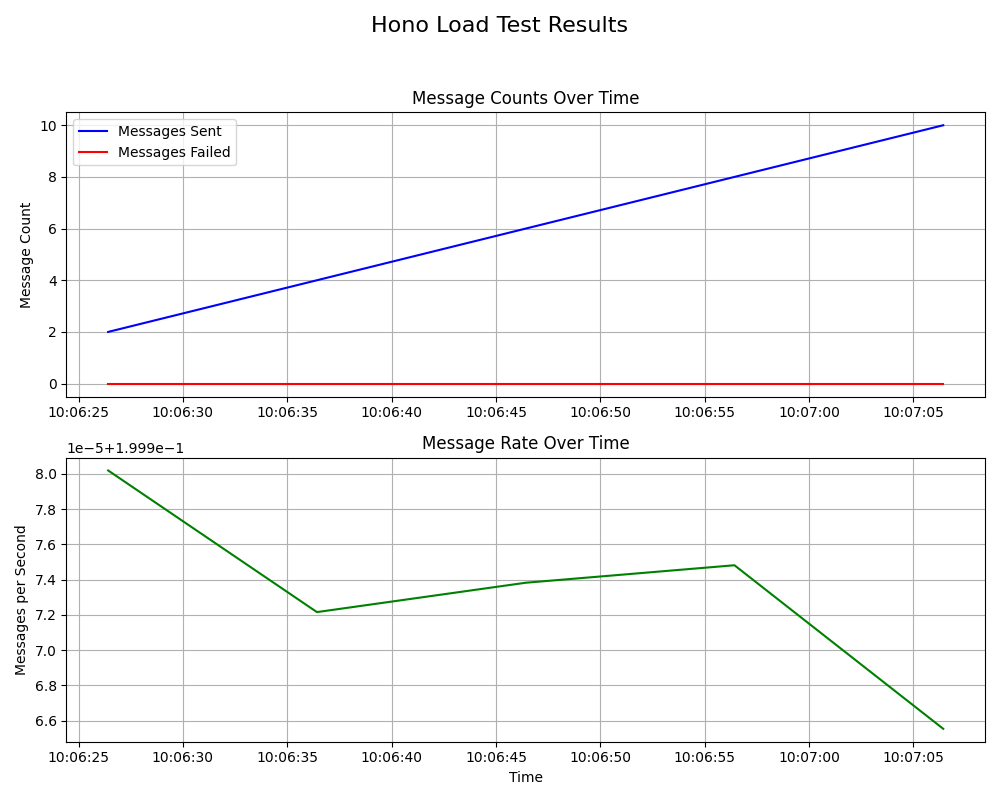 Hono Load Test Results
Message Counts Over Time
Messages Sent
Messages Failed
Message Count
10
8
6
4
2
0
10:06:25 10:06:30 10:06:35 10:06:40 10:06:45 10:06:50 10:06:55 10:07:00 10:07:05
Message Rate Over Time
1e−5+1.999e−1
Messages per Second
8.0
7.8
7.6
7.4
7.2
7.0
6.8
6.6
10:06:25 10:06:30 10:06:35 10:06:40 10:06:45 10:06:50 10:06:55 10:07:00 10:07:05
Time